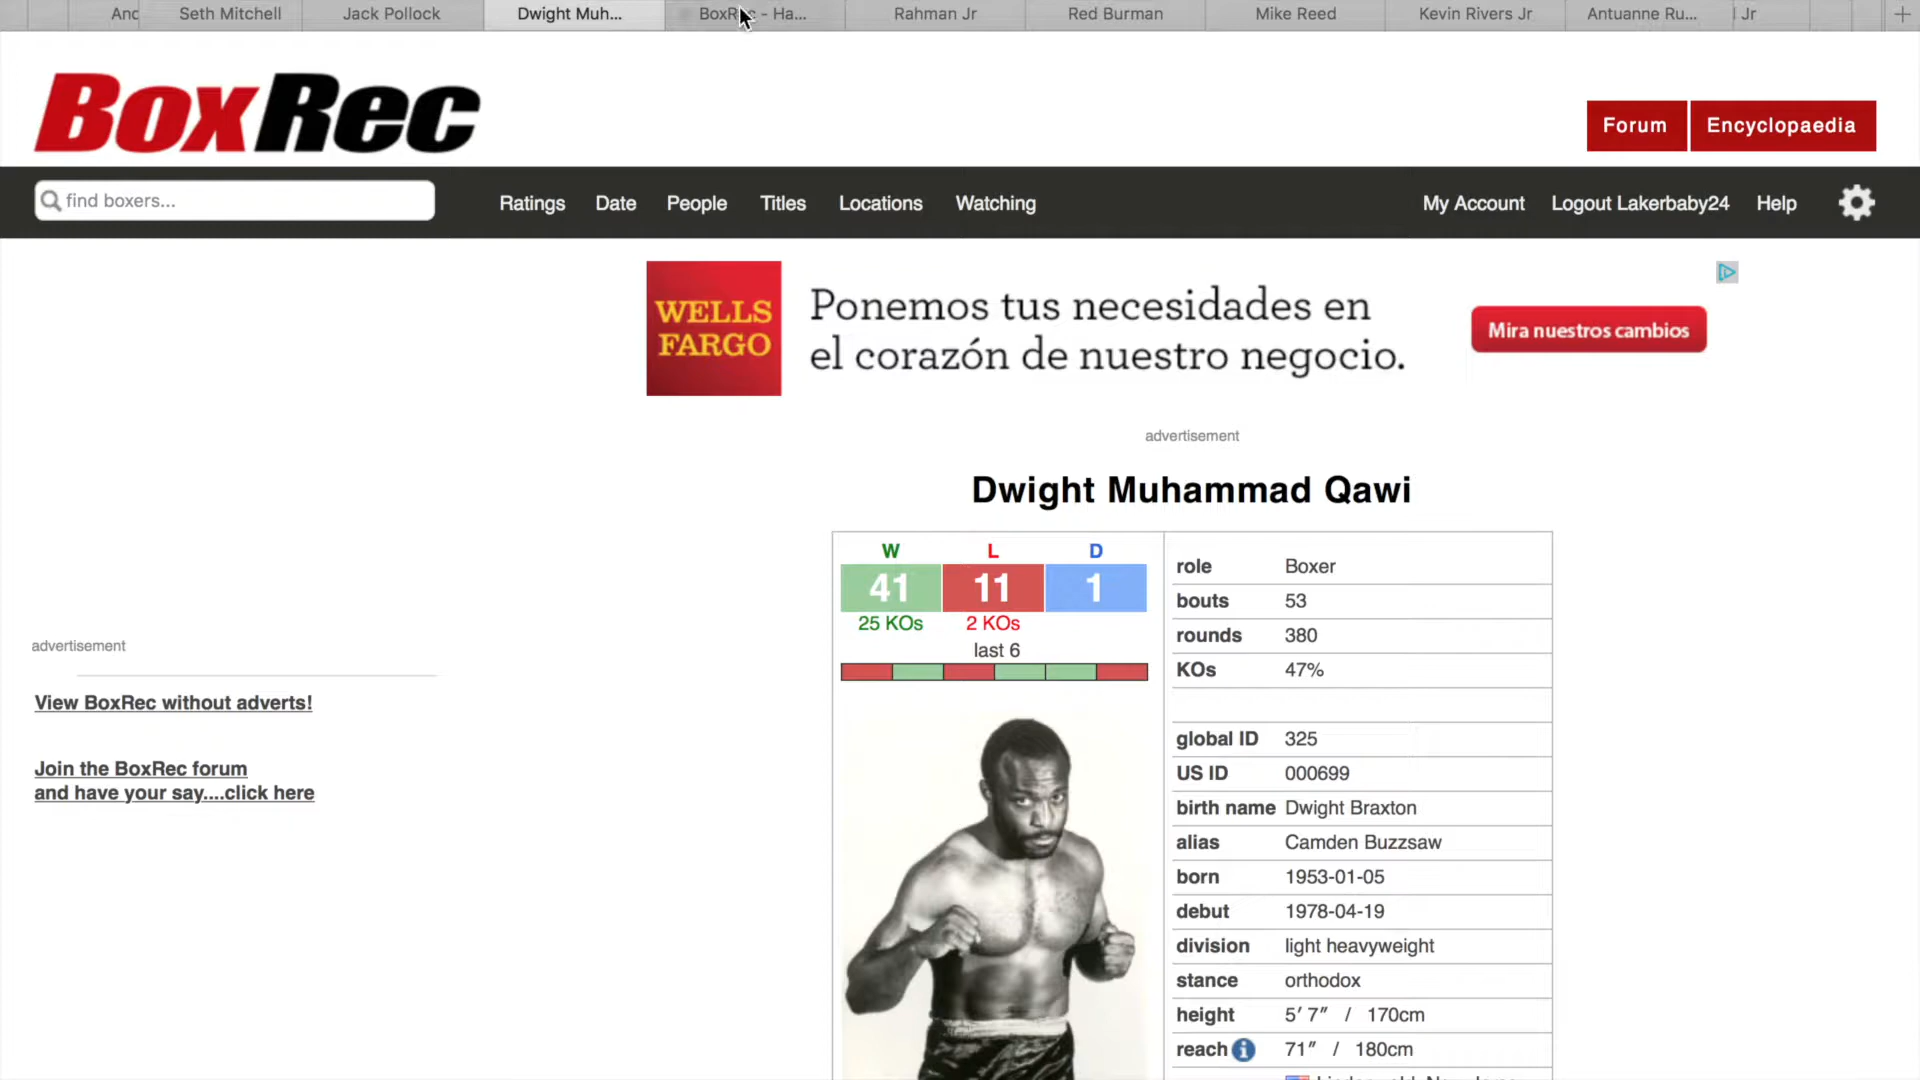 Seth Mitchell
Jack Pollock
Dwight Muh...
Rahman Jr
Red Burman
Mike Reed
Kevin Rivers Jr
Antuanne Ru...
Jr
BoxRec
Forum
Encyclopaedia
find boxers...
Ratings
Date
People
Titles
Locations
Watching
My Account
Logout Lakerbaby24
Help
WELLS
FARGO
Ponemos tus necesidades en
el corazón de nuestro negocio.
Mira nuestros cambios
advertisement
Dwight Muhammad Qawi
W L D
41 11 1
25 KOs 2 KOs
last 6
role Boxer
bouts 53
rounds 380
KOs 47%
global ID 325
US ID 000699
birth name Dwight Braxton
alias Camden Buzzsaw
born 1953-01-05
debut 1978-04-19
division light heavyweight
stance orthodox
height 5′ 7″ / 170cm
reach 71″ / 180cm
advertisement
View BoxRec without adverts!
Join the BoxRec forum
and have your say....click here